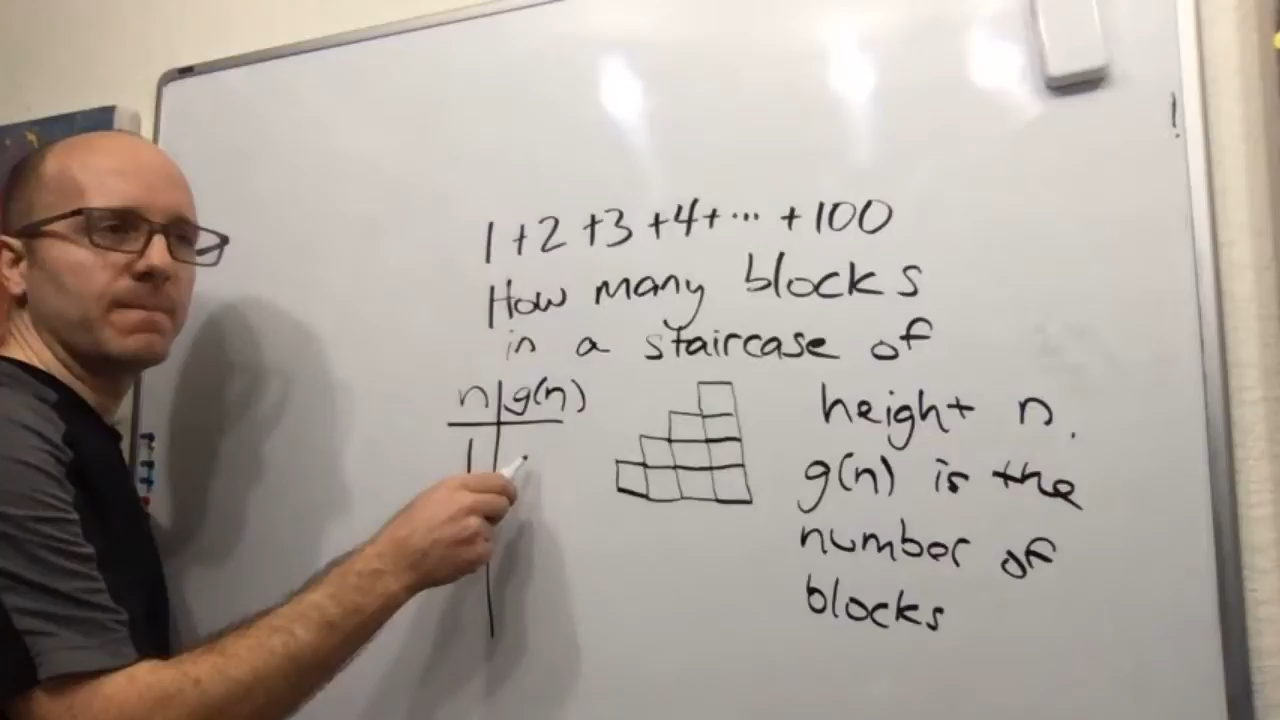 1+2+3+4+... +100
How many blocks
in a staircase of
height n.
n g(n)
1
g(n) is the
number of
blocks
!